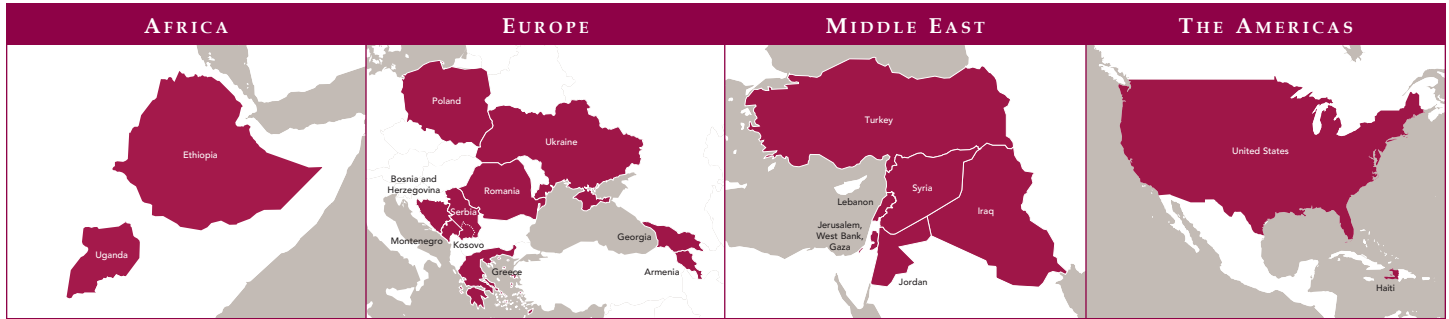 AFRICA
EUROPE
MIDDLE EAST
THE AMERICAS
Ethiopia
Uganda
Poland
Ukraine
Bosnia and
Herzegovina
Romania
Serbia
Montenegro
Kosovo
Georgia
Greece
Armenia
Turkey
Syria
Lebanon
Iraq
Jerusalem,
West Bank,
Gaza
Jordan
United States
Haiti